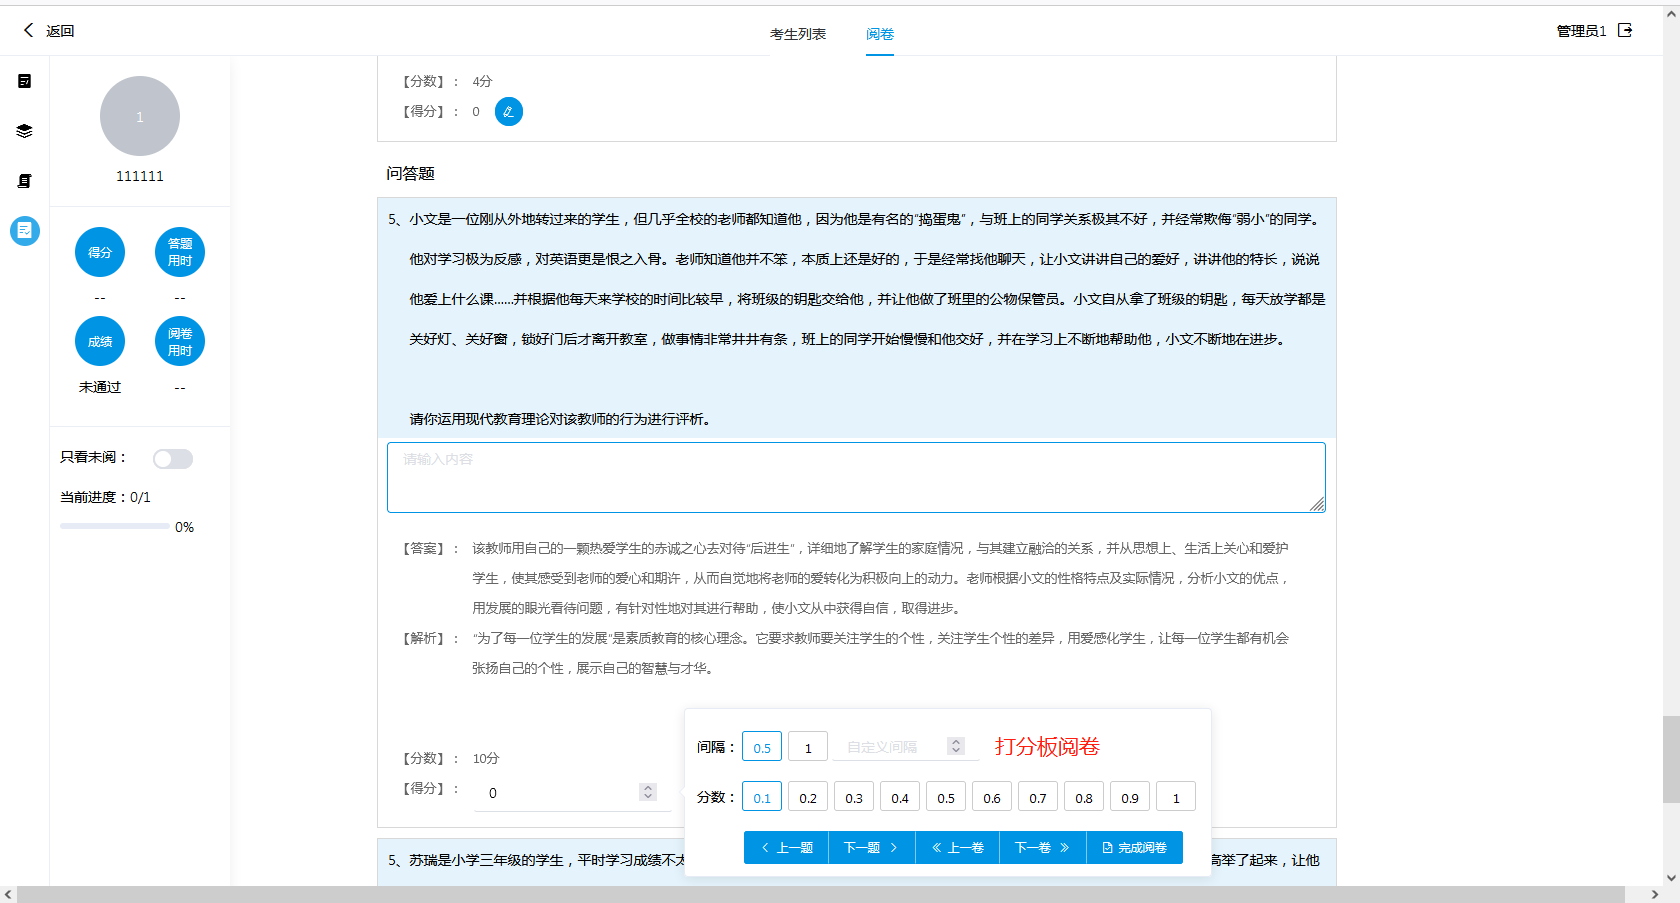 返回
考生列表
阅卷
管理员1
1
111111
得分
答题
用时
--
--
成绩
阅卷
用时
未通过
--
只看未阅：
当前进度：0/1
0%
【分数】： 4分
【得分】： 0
问答题
5、小文是一位刚从外地转过来的学生，但几乎全校的老师都知道他，因为他是有名的“捣蛋鬼”，与班上的同学关系极其不好，并经常欺侮“弱小”的同学。
他对学习极为反感，对英语更是恨之入骨。老师知道他并不笨，本质上还是好的，于是经常找他聊天，让小文讲讲自己的爱好，讲讲他的特长，说说
他爱上什么课......并根据他每天来学校的时间比较早，将班级的钥匙交给他，并让他做了班里的公物保管员。小文自从拿了班级的钥匙，每天放学都是
关好灯、关好窗，锁好门后才离开教室，做事情非常井井有条，班上的同学开始慢慢和他交好，并在学习上不断地帮助他，小文不断地在进步。
请你运用现代教育理论对该教师的行为进行评析。
请输入内容
【答案】： 该教师用自己的一颗热爱学生的赤诚之心去对待“后进生”，详细地了解学生的家庭情况，与其建立融洽的关系，并从思想上、生活上关心和爱护
学生，使其感受到老师的爱心和期许，从而自觉地将老师的爱转化为积极向上的动力。老师根据小文的性格特点及实际情况，分析小文的优点，
用发展的眼光看待问题，有针对性地对其进行帮助，使小文从中获得自信，取得进步。
【解析】： “为了每一位学生的发展”是素质教育的核心理念。它要求教师要关注学生的个性，关注学生个性的差异，用爱感化学生，让每一位学生都有机会
张扬自己的个性，展示自己的智慧与才华。
【分数】： 10分
【得分】： 0
间隔： 0.5 1 自定义间隔 打分板阅卷
分数： 0.1 0.2 0.3 0.4 0.5 0.6 0.7 0.8 0.9 1
上一题 下一题 上一卷 下一卷 完成阅卷
5、苏瑞是小学三年级的学生，平时学习成绩不 高举了起来，让他